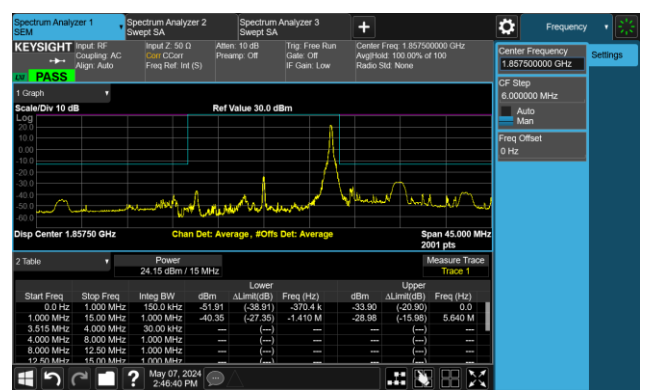 Spectrum Analyzer 1
SEM
Spectrum Analyzer 2
Swept SA
Spectrum Analyzer 3
Swept SA
Frequency
KEYSIGHT
Input: RF
Coupling: AC
Align: Auto
Input Z: 50 Ω
Corr CCorr
Freq Ref: Int (S)
Atten: 10 dB
Preamp: Off
Trig: Free Run
Gate: Off
IF Gain: Low
Center Freq: 1.857500000 GHz
Avg|Hold: 100.00% of 100
Radio Std: None
PASS
Center Frequency
1.857500000 GHz
Settings
CF Step
6.000000 MHz
Auto
Man
Freq Offset
0 Hz
1 Graph
Scale/Div 10 dB
Ref Value 30.0 dBm
Log
20.0
10.0
0.00
-10.0
-20.0
-30.0
-40.0
-50.0
-60.0
Disp Center 1.85750 GHz
Chan Det: Average, #Offs Det: Average
Span 45.000 MHz
2001 pts
2 Table
Power
24.15 dBm / 15 MHz
Measure Trace
Trace 1
Lower
Upper
Start Freq Stop Freq Integ BW dBm ΔLimit(dB) Freq (Hz) dBm ΔLimit(dB) Freq (Hz)
0.0 Hz 1.000 MHz 150.0 kHz -51.91 (-38.91) -370.4 k -33.90 (-20.90) 0.0
1.000 MHz 15.00 MHz 1.000 MHz -40.35 (-27.35) -1.410 M -28.98 (-15.98) 5.640 M
3.515 MHz 4.000 MHz 30.00 kHz --- (---) --- --- (---) ---
4.000 MHz 8.000 MHz 1.000 MHz --- (---) --- --- (---) ---
8.000 MHz 12.50 MHz 1.000 MHz --- (---) --- --- (---) ---
12.50 MHz 15.00 MHz 1.000 MHz --- (---) --- --- (---) ---
May 07, 2024
2:46:40 PM